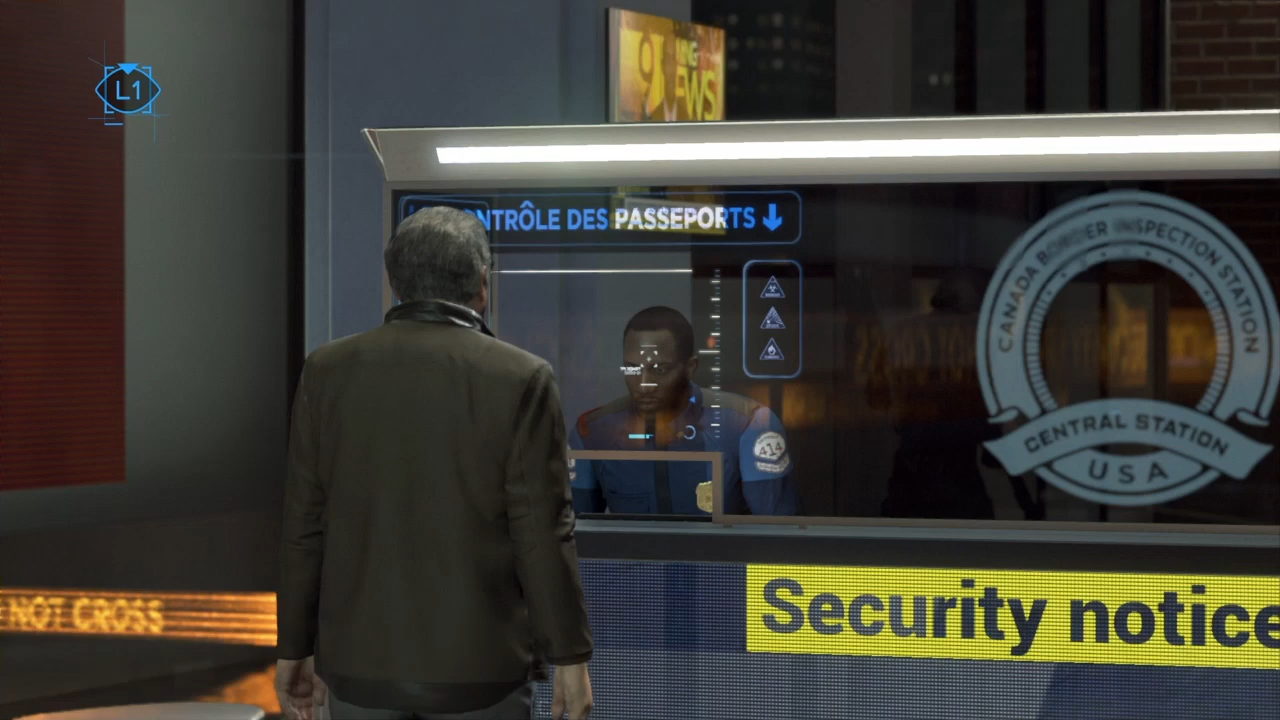 L1
9
NEWS
CONTRÔLE DES PASSEPORTS
CANADA BORDER INSPECTION STATION
CENTRAL STATION
USA
414
NOT CROSS
Security notice